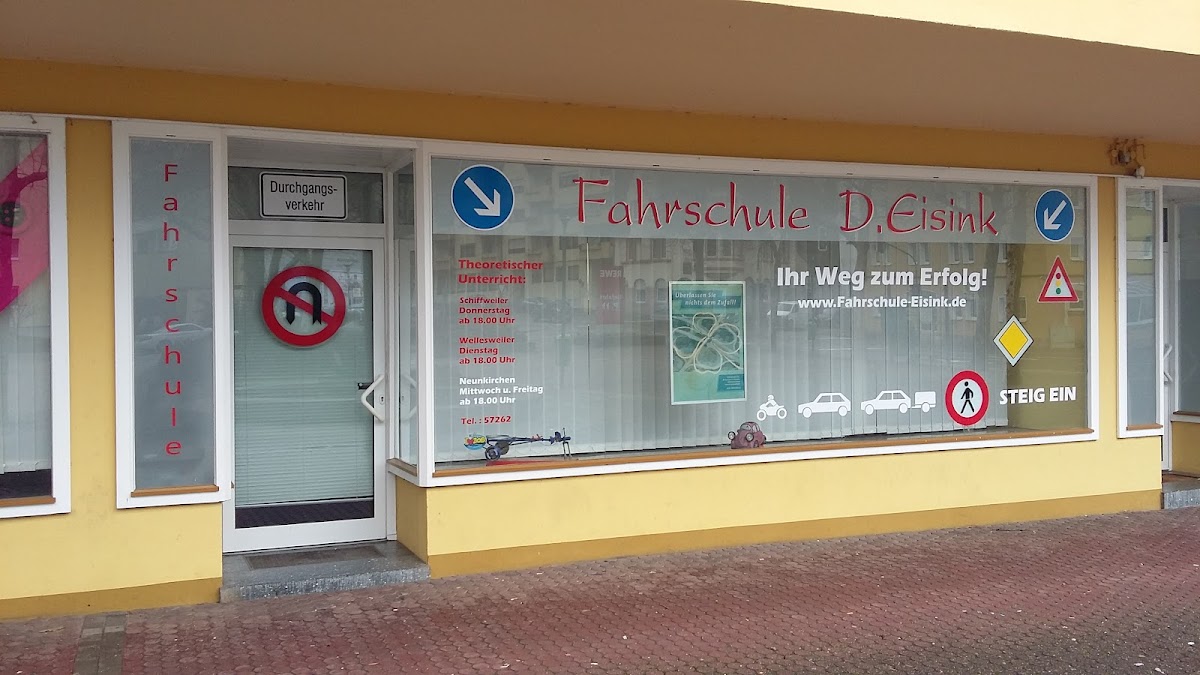 Fahrschule
Durchgangs-
verkehr
Fahrschule D.Eisink
Theoretischer
Unterricht:
Schiffweiler
Donnerstag
ab 18.00 Uhr
Wellesweiler
Dienstag
ab 18.00 Uhr
Neunkirchen
Mittwoch u. Freitag
ab 18.00 Uhr
Tel.: 57262
Überlassen Sie
nichts dem Zufall!
Ihr Weg zum Erfolg!
www.Fahrschule-Eisink.de
STEIG EIN
REWE